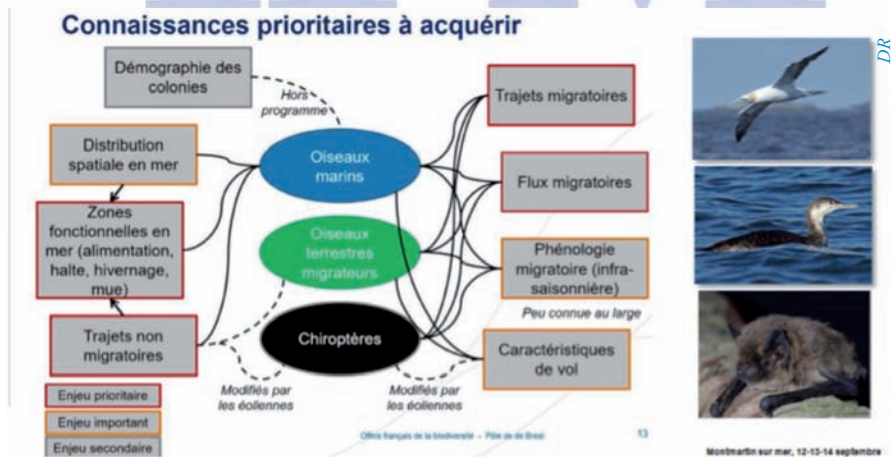 Connaissances prioritaires à acquérir
DR
Démographie des
colonies
Hors
programme
Trajets migratoires
Distribution
spatiale en mer
Oiseaux
marins
Flux migratoires
Zones
fonctionnelles en
mer (alimentation,
halte, hivernage,
mue)
Oiseaux
terrestres
migrateurs
Phénologie
migratoire (infra-
saisonnière)
Peu connue au large
Trajets non
migratoires
Chiroptères
Caractéristiques
de vol
Modifiés par
les éoliennes
Modifiés par
les éoliennes
Enjeu prioritaire
Enjeu important
Enjeu secondaire
Office français de la biodiversité - Pôle de de Brest
13
Montmartin sur mer, 12-13-14 septembre